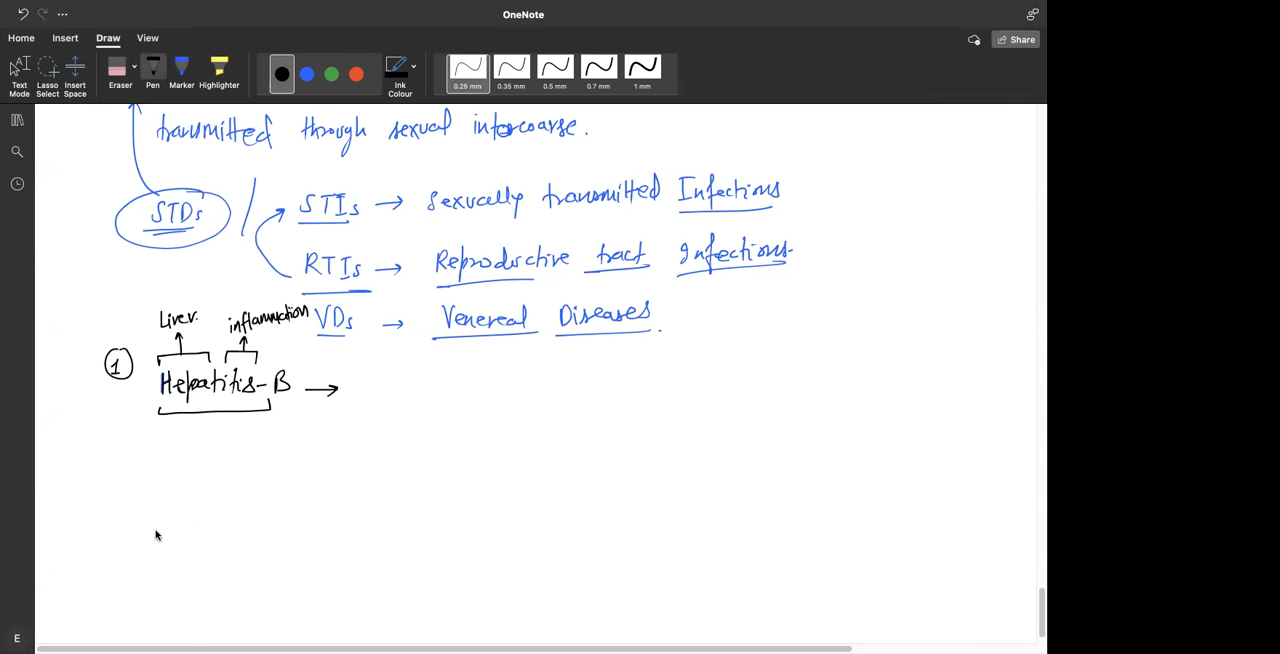 OneNote
Home Insert Draw View
Share
Text Mode
Lasso Select
Insert Space
Eraser
Pen
Marker
Highlighter
Ink Colour
0.25 mm
0.35 mm
0.5 mm
0.7 mm
1 mm
transmitted through sexual intercoarse.
STDs / STIs → Sexually transmitted Infections
RTIs → Reproductive tract Infections.
VDs → Venereal Diseases.
Liver. inflammation
1 Hepatitis-B →
E